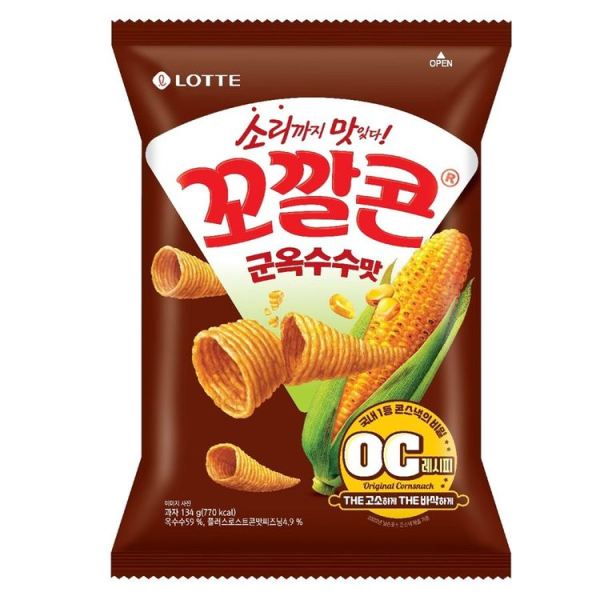 OPEN
LOTTE
소리까지 맛있다!
꼬깔콘®
군옥수수맛
국내 1등 콘스낵의 비밀
OC 레시피
Original Cornsnack
THE 고소하게 THE 바삭하게
이미지 사진
과자 134 g(770 kcal)
옥수수59 %, 플러스로스트콘맛씨즈닝4.9 %